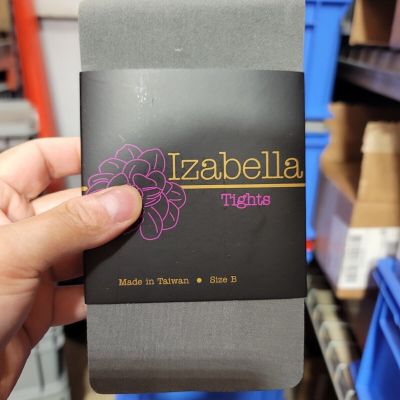 Izabella
Tights
Made in Taiwan • Size B